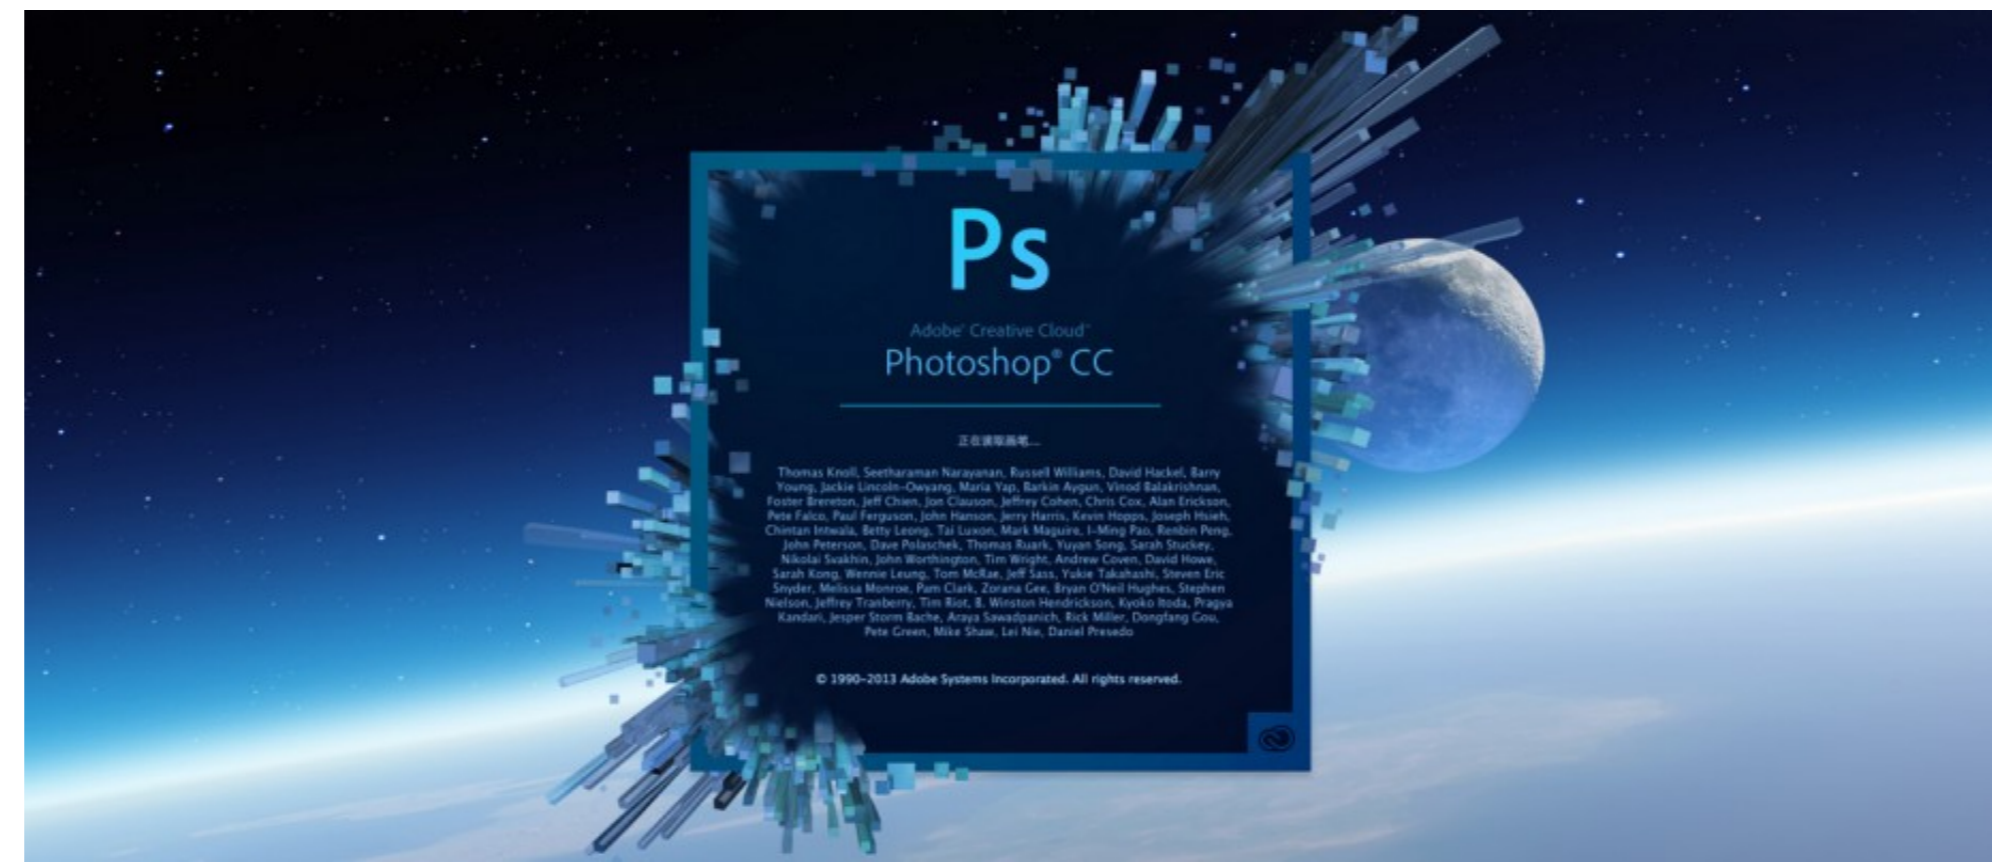 Ps
Adobe® Creative Cloud™
Photoshop® CC
正在读取画笔...
Thomas Knoll, Seetharaman Narayanan, Russell Williams, David Hackel, Barry
Young, Jackie Lincoln-Owyang, Maria Yap, Barkin Aygun, Vinod Balakrishnan,
Foster Brereton, Jeff Chien, Jon Clauson, Jeffrey Cohen, Chris Cox, Alan Erickson,
Pete Falco, Paul Ferguson, John Hanson, Jerry Harris, Kevin Hopps, Joseph Hsieh,
Chintan Intwala, Betty Leong, Tai Luxon, Mark Maguire, I-Ming Pao, Renbin Peng,
John Peterson, Dave Polaschek, Thomas Ruark, Yuyan Song, Sarah Stuckey,
Nikolai Svakhin, John Worthington, Tim Wright, Andrew Coven, David Howe,
Sarah Kong, Wennie Leung, Tom McRae, Jeff Sass, Yukie Takahashi, Steven Eric
Snyder, Melissa Monroe, Pam Clark, Zorana Gee, Bryan O'Neil Hughes, Stephen
Nielson, Jeffrey Tranberry, Tim Riot, B. Winston Hendrickson, Kyoko Itoda, Pragya
Kandari, Jesper Storm Bache, Araya Sawadpanich, Rick Miller, Dongfang Gou,
Pete Green, Mike Shaw, Lei Nie, Daniel Presedo
© 1990–2013 Adobe Systems Incorporated. All rights reserved.